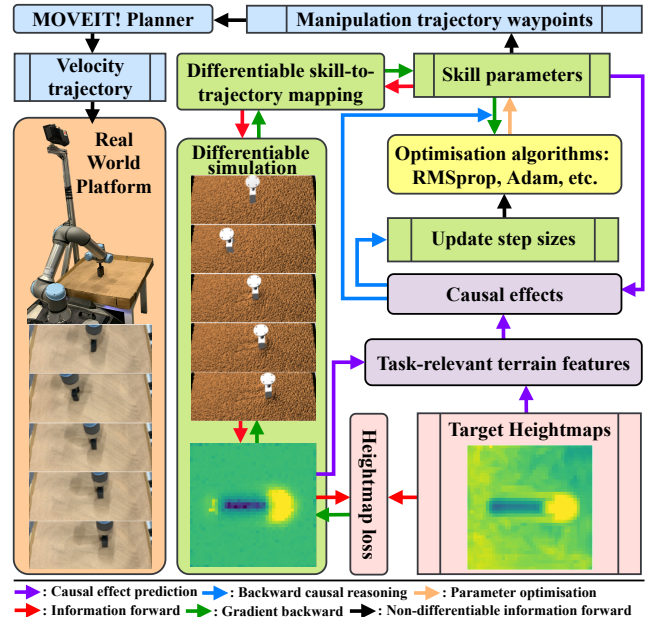 MOVEIT! Planner
Manipulation trajectory waypoints
Velocity
trajectory
Differentiable skill-to-
trajectory mapping
Skill parameters
Real
World
Platform
Differentiable
simulation
Optimisation algorithms:
RMSprop, Adam, etc.
Update step sizes
Causal effects
Task-relevant terrain features
Heightmap loss
Target Heightmaps
: Causal effect prediction
: Backward causal reasoning
: Parameter optimisation
: Information forward
: Gradient backward
: Non-differentiable information forward